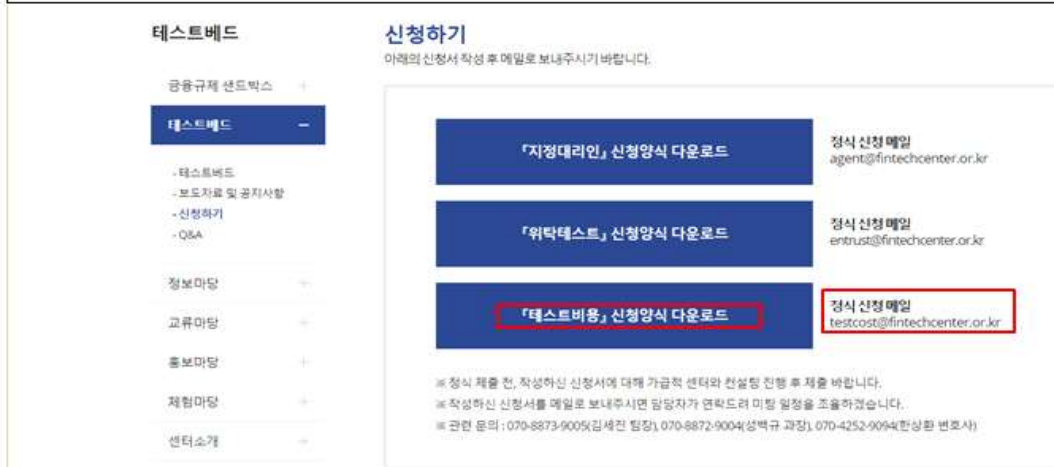 테스트베드
금융규제 샌드박스 +
테스트베드 −
- 테스트베드
- 보도자료 및 공지사항
- 신청하기
- Q&A
정보마당 +
교류마당 +
홍보마당 +
체험마당 +
센터소개 +
신청하기
아래의 신청서 작성 후 메일로 보내주시기 바랍니다.
『지정대리인』 신청양식 다운로드
정식 신청 메일
agent@fintechcenter.or.kr
『위탁테스트』 신청양식 다운로드
정식 신청 메일
entrust@fintechcenter.or.kr
『테스트비용』 신청양식 다운로드
정식 신청 메일
testcost@fintechcenter.or.kr
※ 정식 제출 전, 작성하신 신청서에 대해 가급적 센터와 컨설팅 진행 후 제출 바랍니다.
※ 작성하신 신청서를 메일로 보내주시면 담당자가 연락드려 미팅 일정을 조율하겠습니다.
※ 관련 문의 : 070-8873-9005(김세진 팀장), 070-8872-9004(성백규 과장), 070-4252-9094(한상환 변호사)